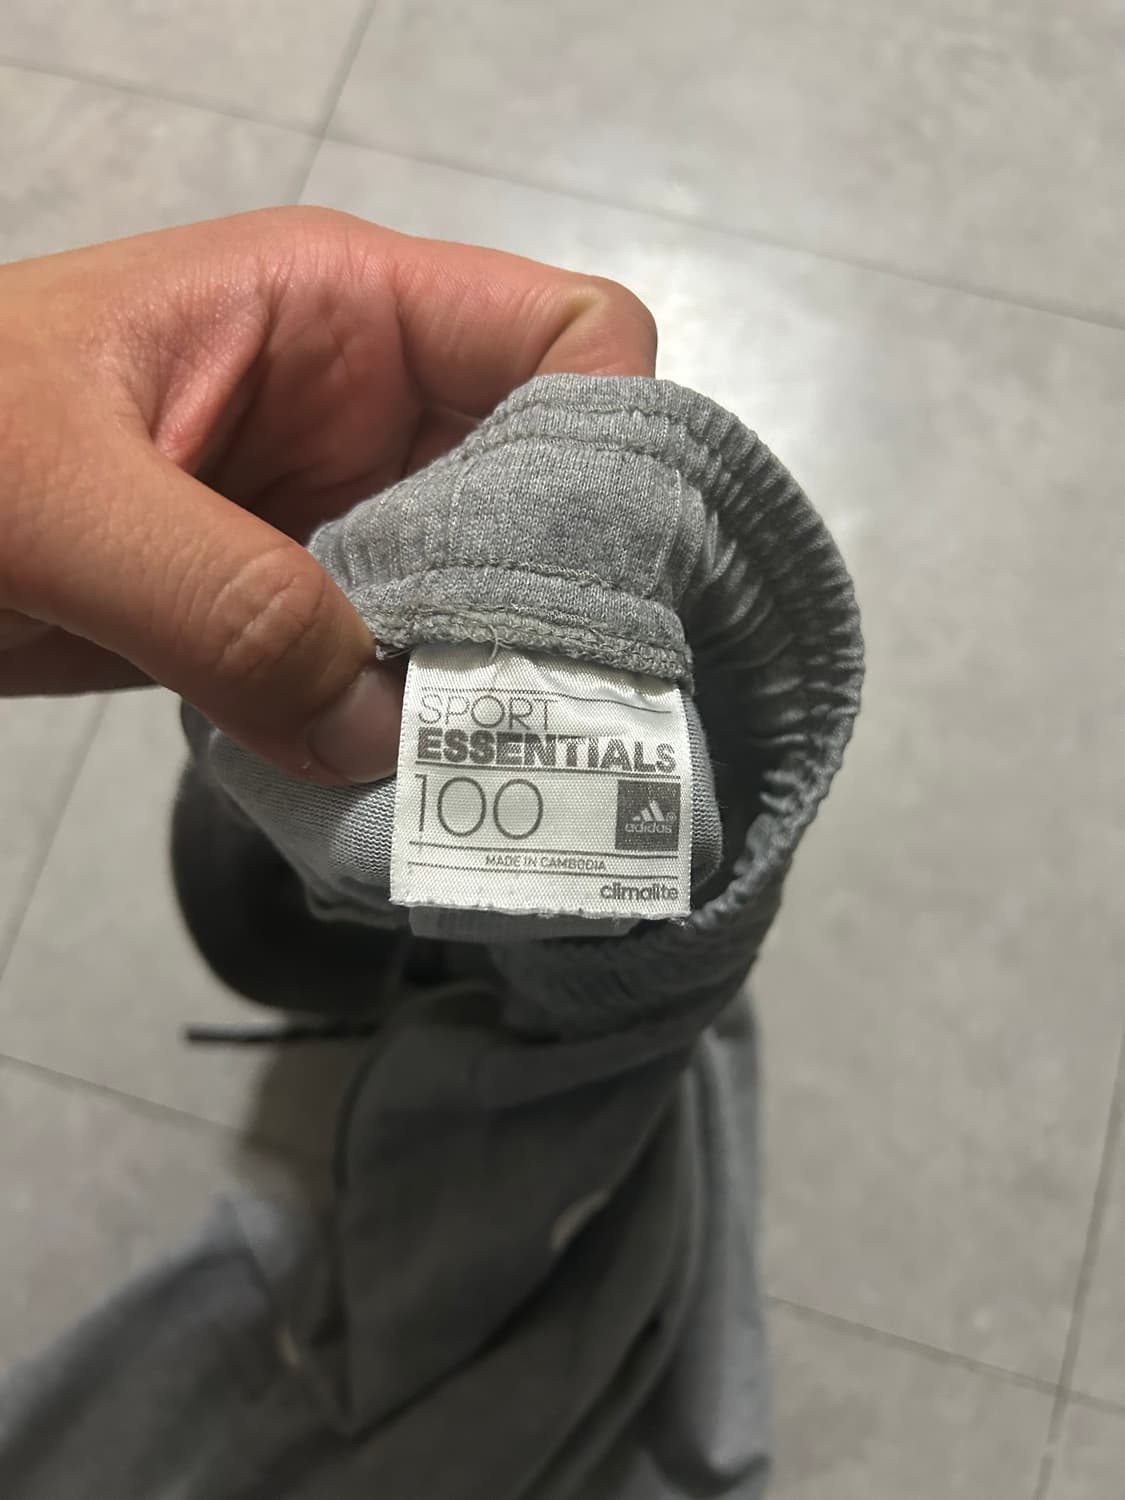 SPORT
ESSENTIALS
100
adidas
MADE IN CAMBODIA
climalite